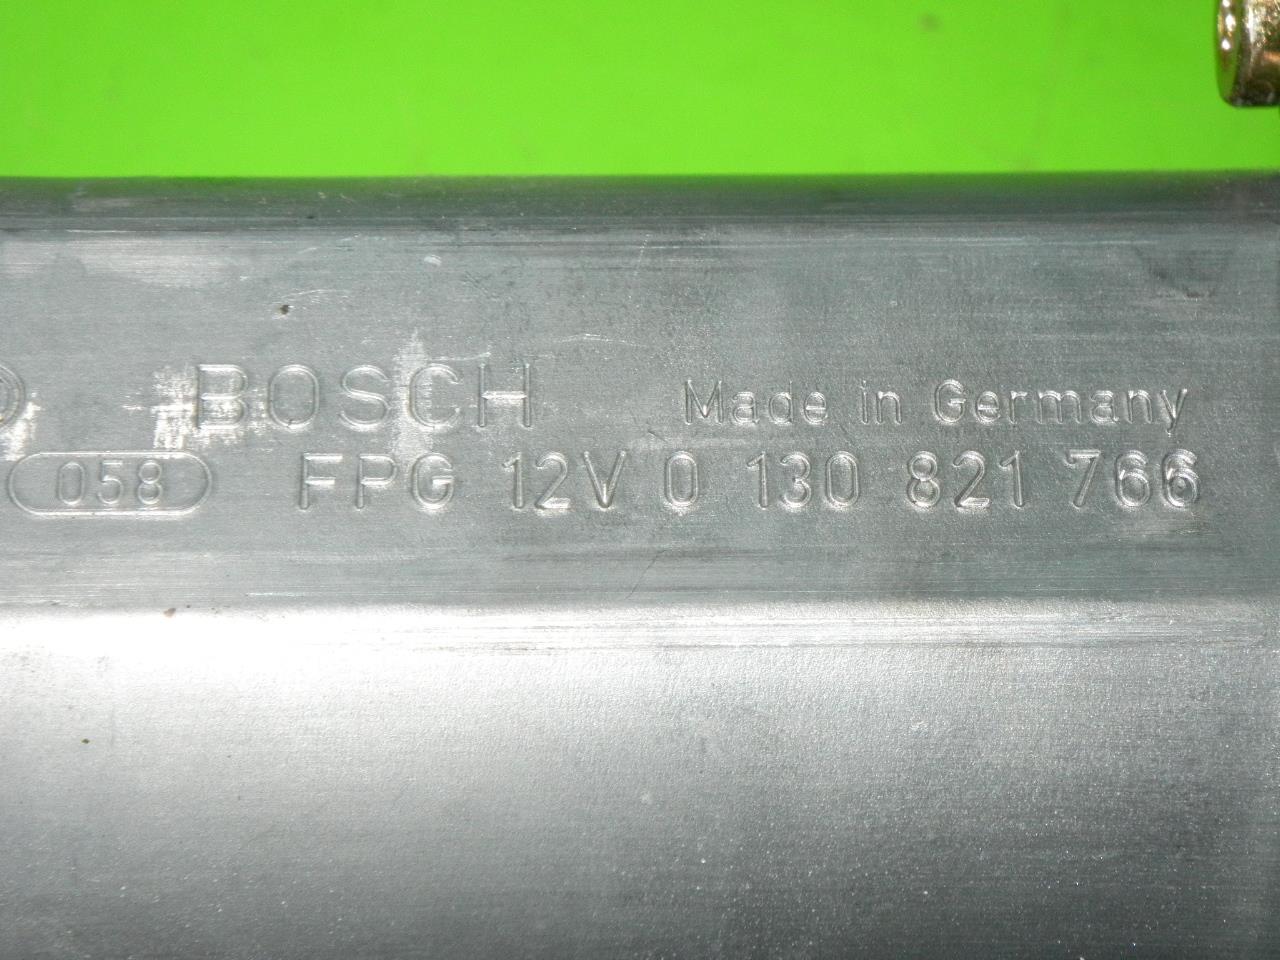 BOSCH Made in Germany
058 FPG 12V 0 130 821 766